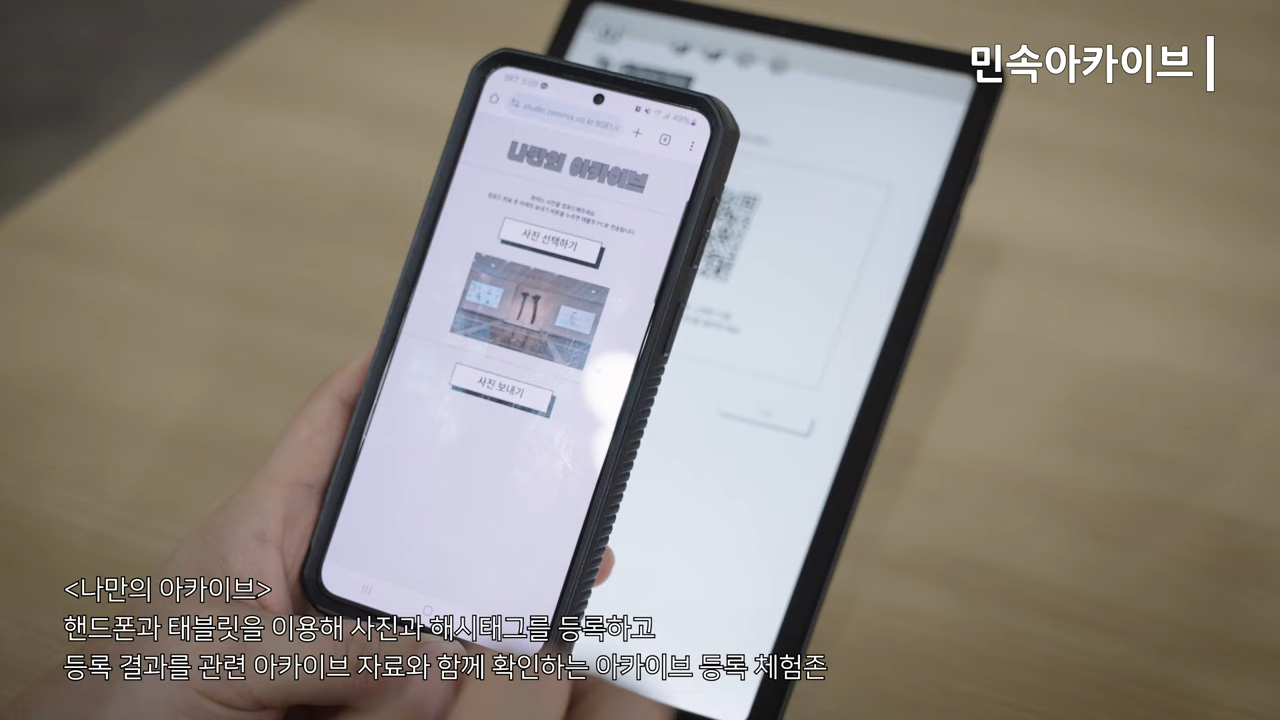 민속아카이브
49%
나만의 아카이브
사진 선택하기
사진 보내기
<나만의 아카이브>
핸드폰과 태블릿을 이용해 사진과 해시태그를 등록하고
등록 결과를 관련 아카이브 자료와 함께 확인하는 아카이브 등록 체험존